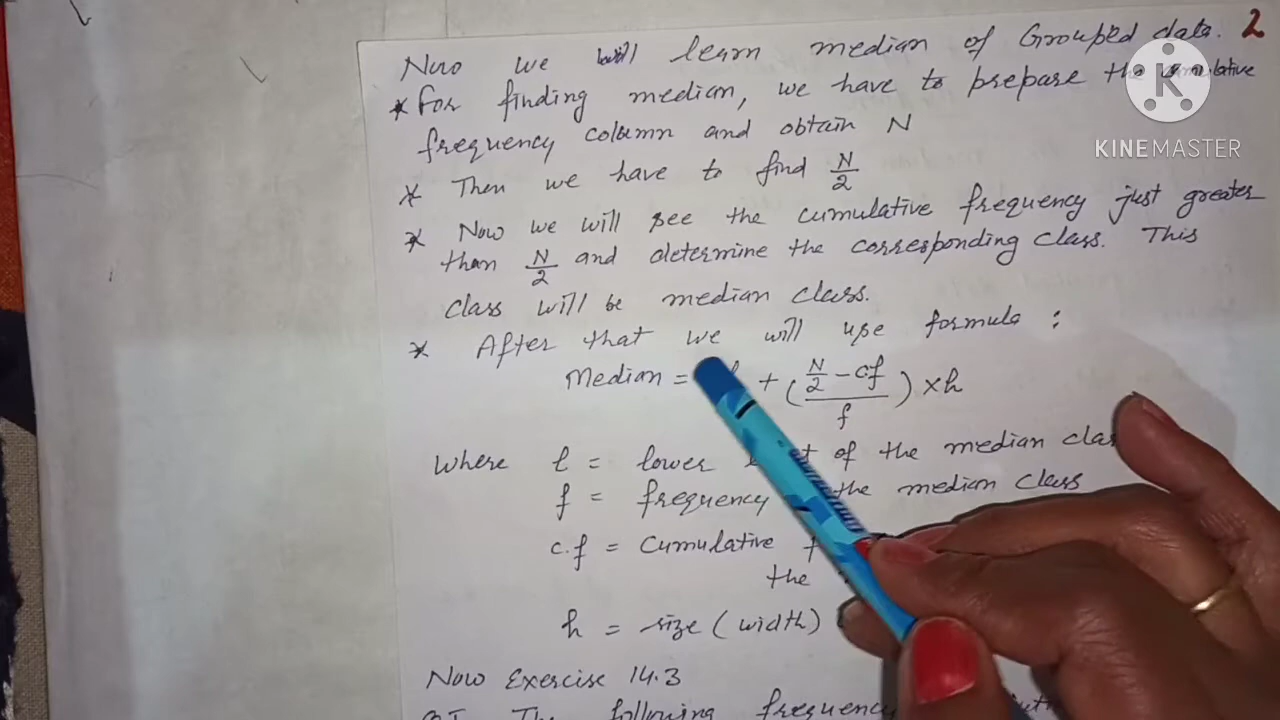 Now we will learn median of Grouped data. 2
* For finding median, we have to prepare the
frequency column and obtain N
* Then we have to find N/2
* Now we will see the cumulative frequency just greater
than N/2 and determine the corresponding class. This
class will be median class.
* After that we will use formula :
Median = + ( (N/2 - cf) / f ) × h
Where l = lower of the median
f = frequency the median class
c.f = Cumulative
the
h = size (width)
Now Exercise 14.3
The following
KINEMASTER